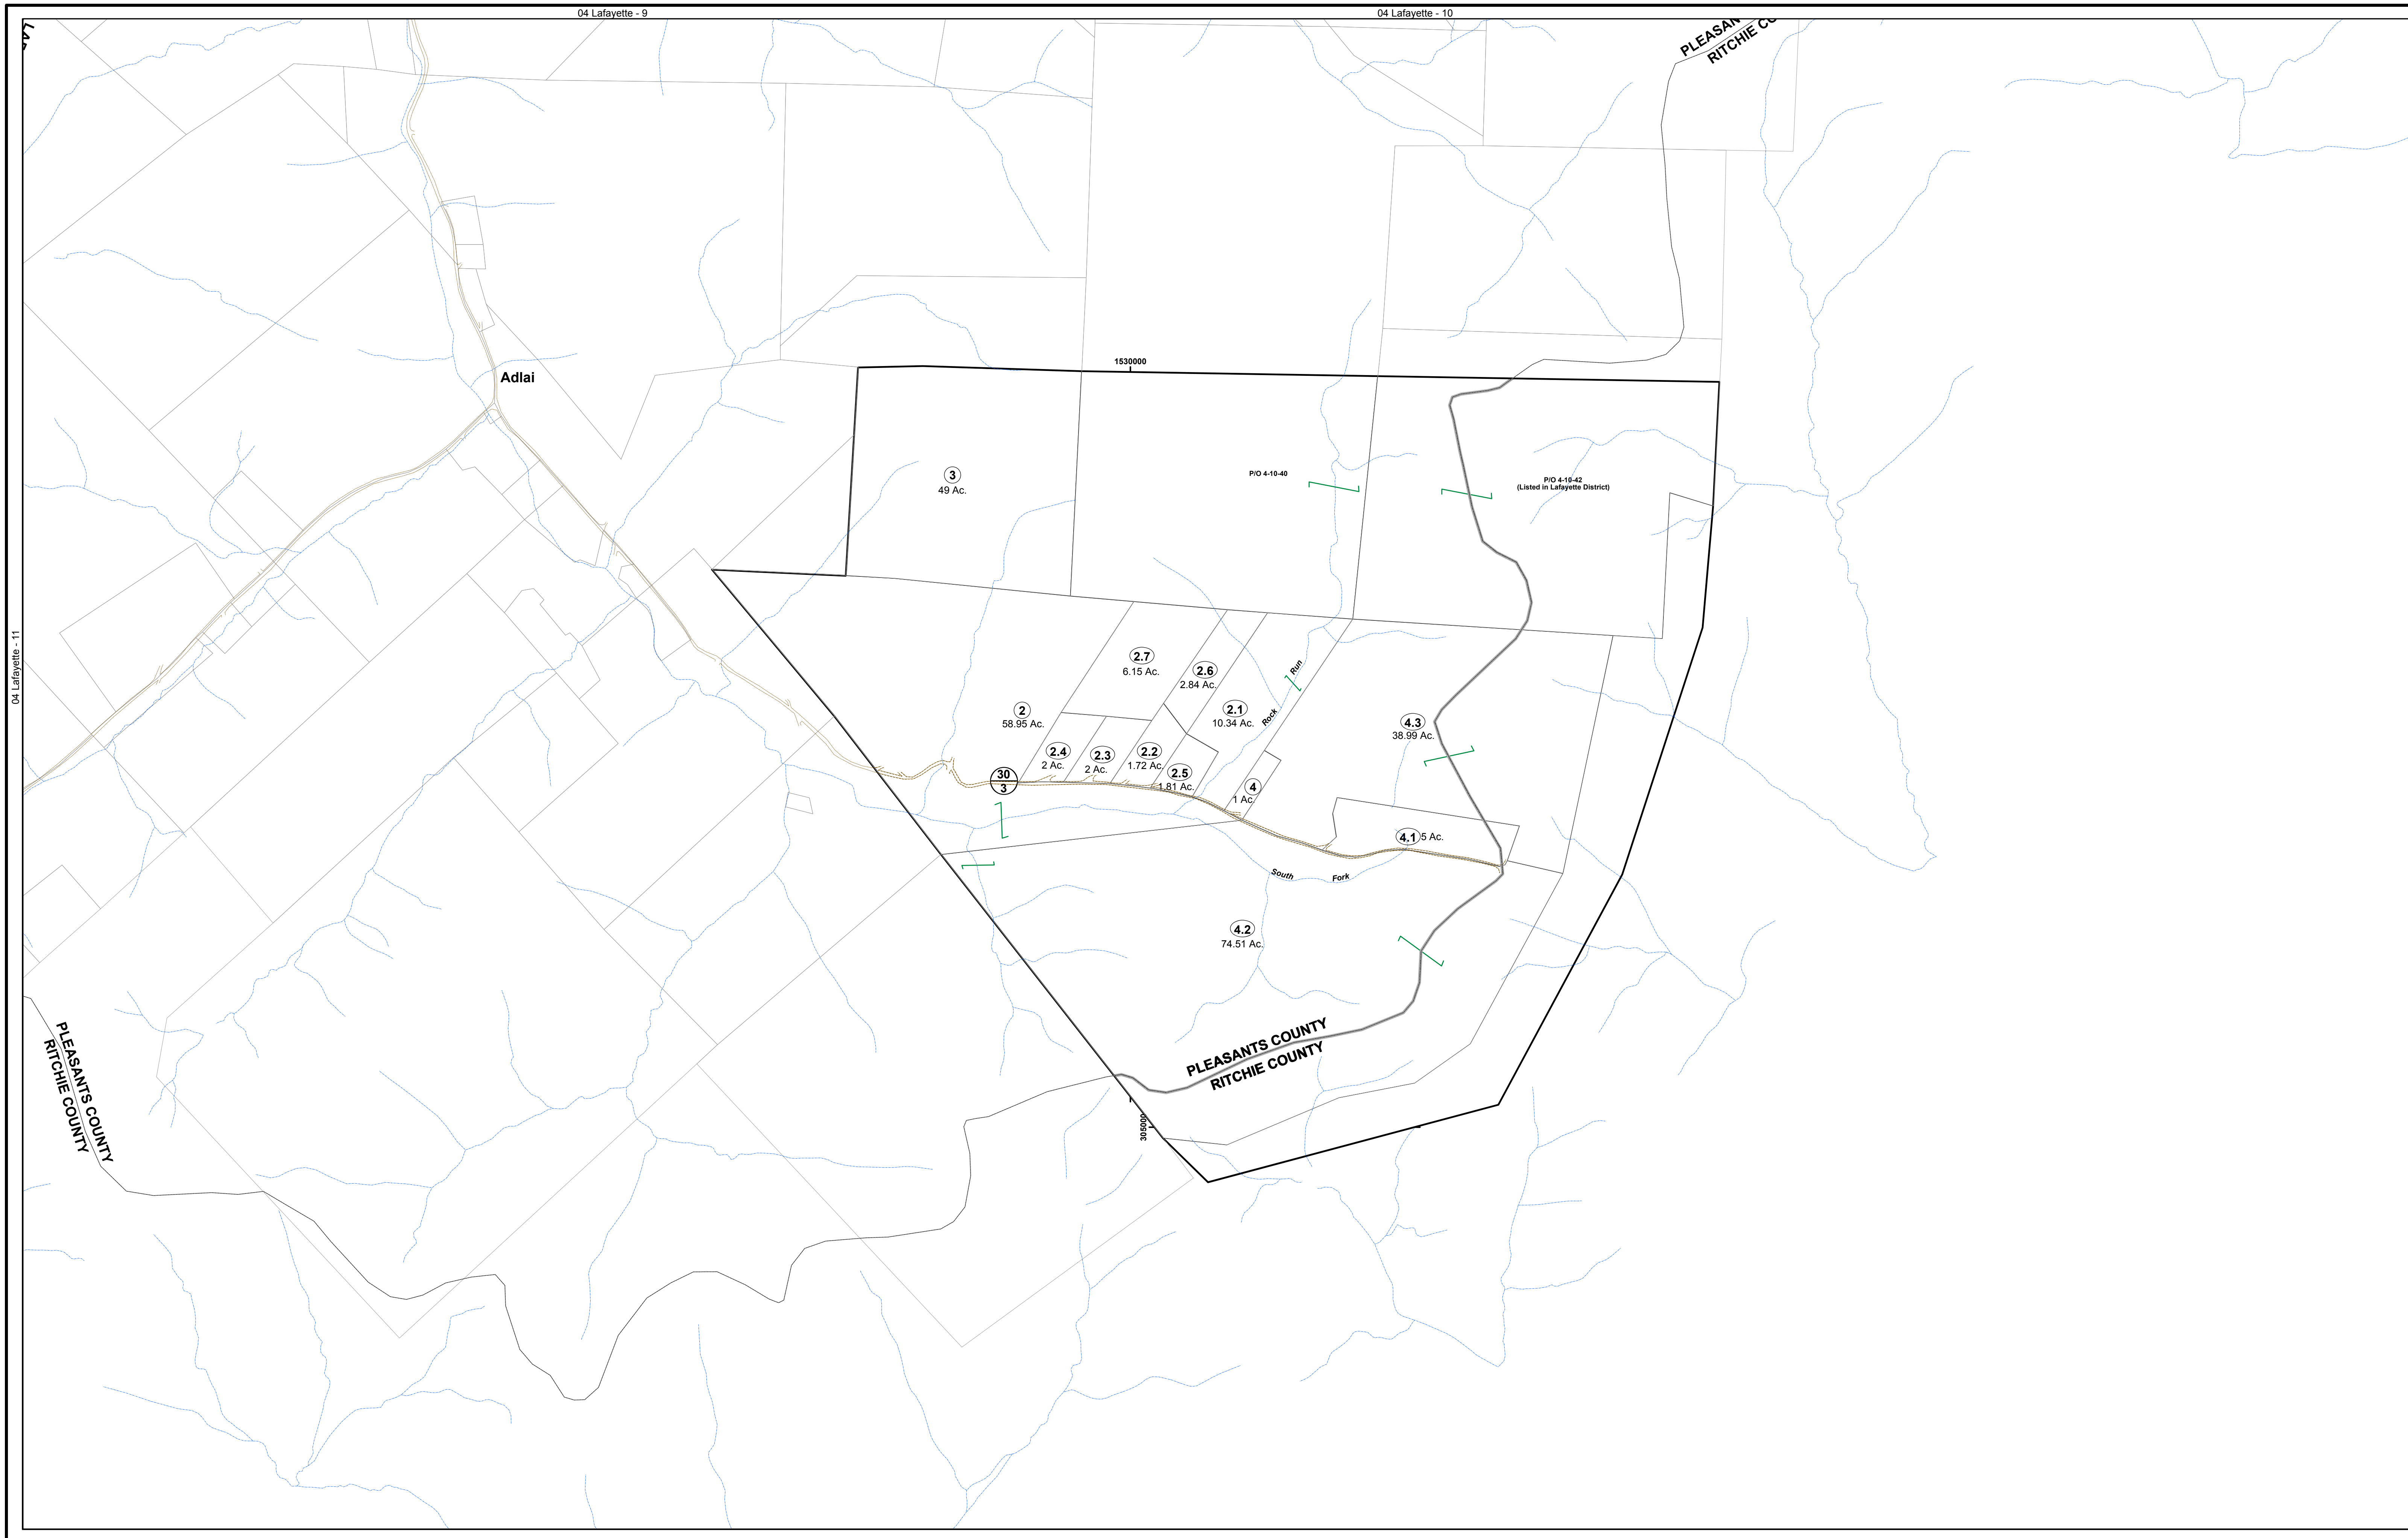 04 Lafayette - 9
04 Lafayette - 10
RITCHIE CO
1530000
Adlai
3
49 Ac.
P/O 4-10-40
P/O 4-10-42
(Listed in Lafayette District)
04 Lafayette - 11
2.7
6.15 Ac.
2.6
2.84 Ac.
Run
Rock
2
58.95 Ac.
2.1
10.34 Ac.
4.3
38.99 Ac.
2.4
2 Ac.
2.3
2 Ac.
2.2
1.72 Ac.
2.5
1.81 Ac.
30
3
4
1 Ac.
4.1 5 Ac.
South Fork
4.2
74.51 Ac.
PLEASANTS COUNTY
RITCHIE COUNTY
PLEASANTS COUNTY
RITCHIE COUNTY
305000